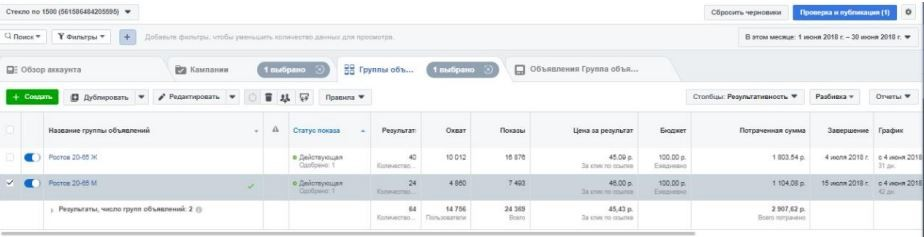 Стекло по 1500 (561586484205595) ▼
Сбросить черновики
Проверка и публикация (1)
Поиск ▼
Фильтры ▼
+
Добавьте фильтры, чтобы уменьшить количество данных для просмотра.
В этом месяце: 1 июня 2018 г. – 30 июня 2018 г. ▼
Обзор аккаунта
Кампании
1 выбрано
Группы объ...
1 выбрано
Объявления Группа объя...
+ Создать
Дублировать ▼
Редактировать ▼
Правила ▼
Столбцы: Результативность ▼
Разбивка ▼
Отчеты ▼
Название группы объявлений
Статус показа
Результат
Охват
Показы
Цена за результат
Бюджет
Потраченная сумма
Завершение
График
Ростов 20-65 Ж
Действующая
Одобрено: 1
40
Количество...
10 012
16 876
45,09 р.
За клик по ссылке
100,00 р.
Ежедневно
1 803,54 р.
4 июля 2018 г.
с 4 июня 2018
31 дн.
Ростов 20-65 М
Действующая
Одобрено: 1
24
Количество...
4 860
7 493
46,00 р.
За клик по ссылке
100,00 р.
Ежедневно
1 104,08 р.
15 июля 2018 г.
с 4 июня 2018
42 дн.
Результаты, число групп объявлений: 2
64
Количество...
14 756
Пользователи
24 369
Всего
45,43 р.
За клик по ссылке
2 907,62 р.
Всего потрачено